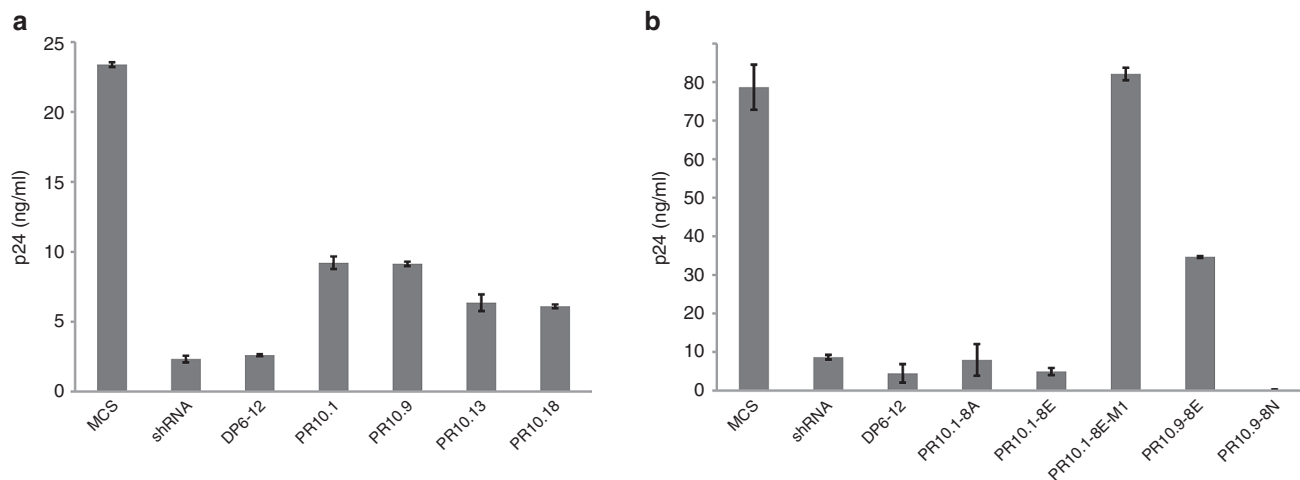 a
25
20
15
10
5
0
p24 (ng/ml)
MCS
shRNA
DP6-12
PR10.1
PR10.9
PR10.13
PR10.18
b
80
70
60
50
40
30
20
10
0
p24 (ng/ml)
MCS
shRNA
DP6-12
PR10.1-8A
PR10.1-8E
PR10.1-8E-M1
PR10.9-8E
PR10.9-8N